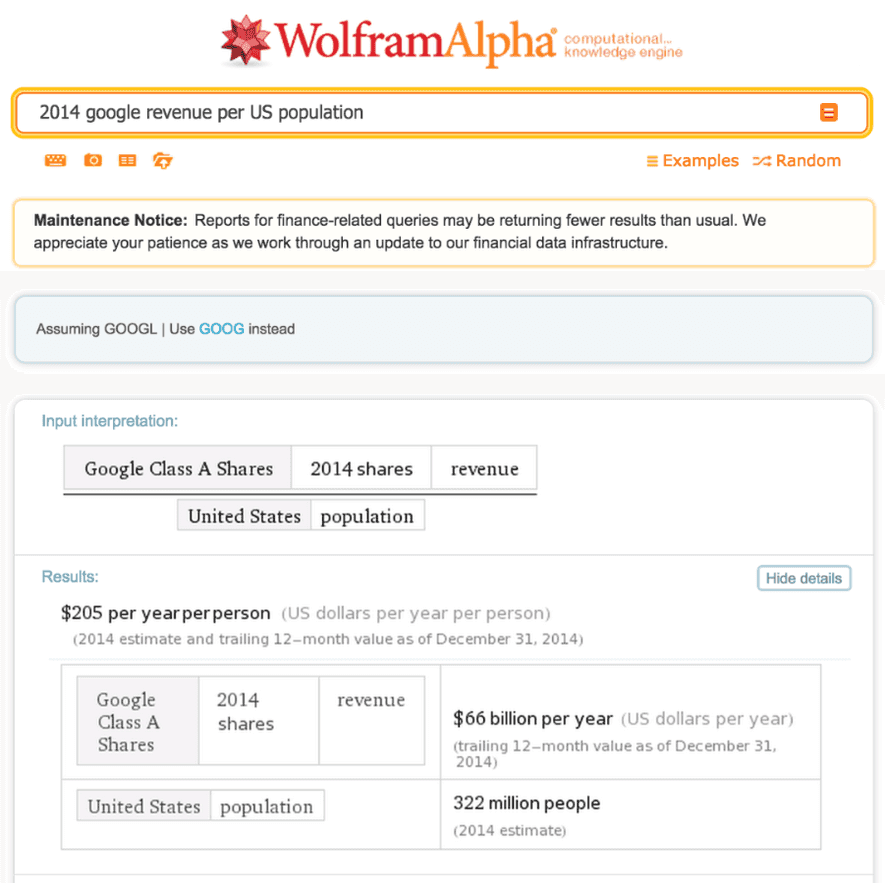 WolframAlpha computational...
knowledge engine
2014 google revenue per US population
Examples Random
Maintenance Notice: Reports for finance-related queries may be returning fewer results than usual. We
appreciate your patience as we work through an update to our financial data infrastructure.
Assuming GOOGL | Use GOOG instead
Input interpretation:
Google Class A Shares 2014 shares revenue
United States population
Results:
Hide details
$205 per year per person (US dollars per year per person)
(2014 estimate and trailing 12-month value as of December 31, 2014)
Google
Class A
Shares
2014
shares
revenue
$66 billion per year (US dollars per year)
(trailing 12-month value as of December 31,
2014)
United States population
322 million people
(2014 estimate)